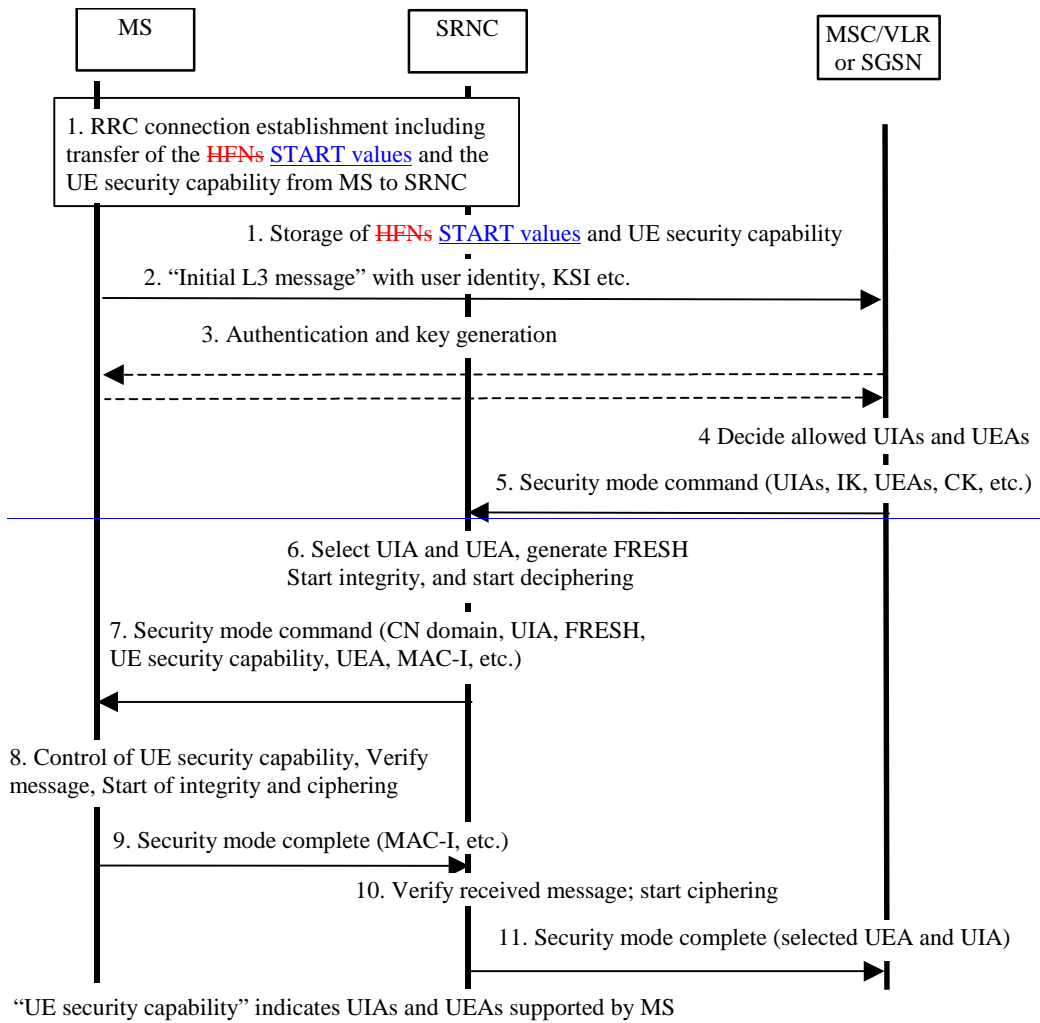 MS
SRNC
MSC/VLR
or SGSN
1. RRC connection establishment including
transfer of the HFNs START values and the
UE security capability from MS to SRNC
1. Storage of HFNs START values and UE security capability
2. “Initial L3 message” with user identity, KSI etc.
3. Authentication and key generation
4 Decide allowed UIAs and UEAs
5. Security mode command (UIAs, IK, UEAs, CK, etc.)
6. Select UIA and UEA, generate FRESH
Start integrity, and start deciphering
7. Security mode command (CN domain, UIA, FRESH,
UE security capability, UEA, MAC-I, etc.)
8. Control of UE security capability, Verify
message, Start of integrity and ciphering
9. Security mode complete (MAC-I, etc.)
10. Verify received message; start ciphering
11. Security mode complete (selected UEA and UIA)
“UE security capability” indicates UIAs and UEAs supported by MS